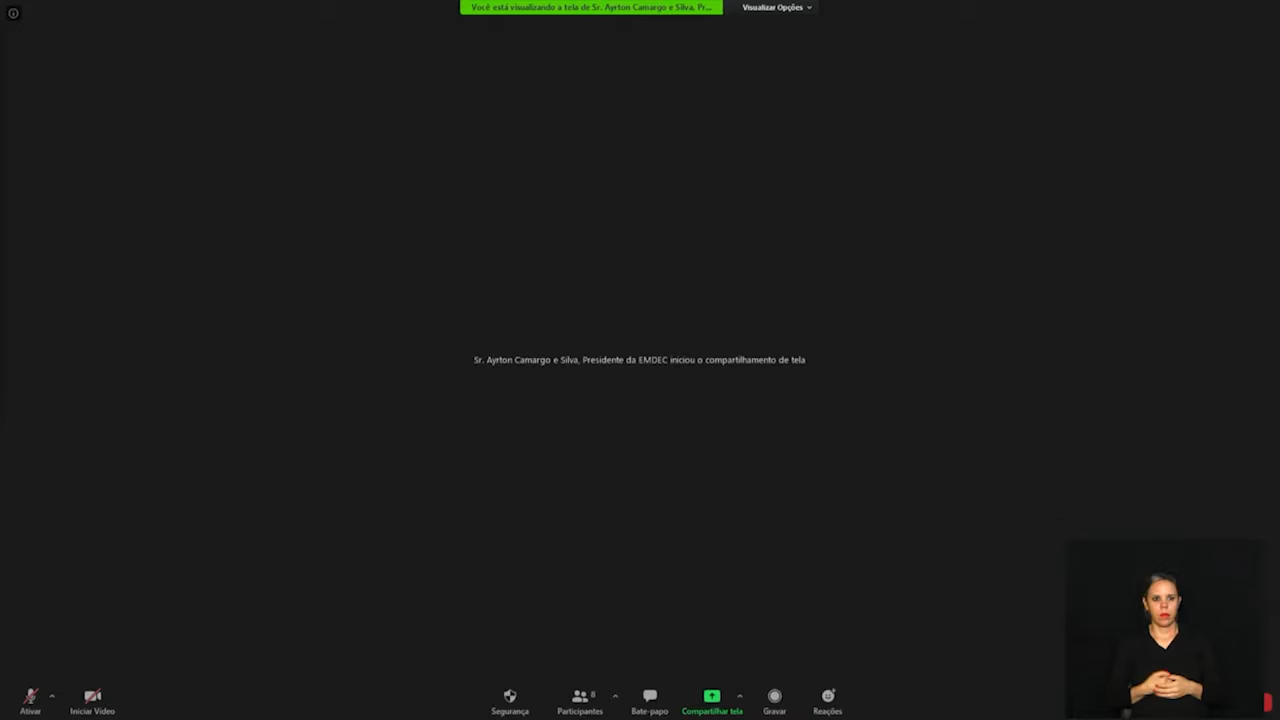 Você está visualizando a tela de Sr. Ayrton Camargo e Silva, Pr...
Visualizar Opções
Sr. Ayrton Camargo e Silva, Presidente da EMDEC iniciou o compartilhamento de tela
Ativar
Iniciar Vídeo
Segurança
Participantes
8
Bate-papo
Compartilhar tela
Gravar
Reações